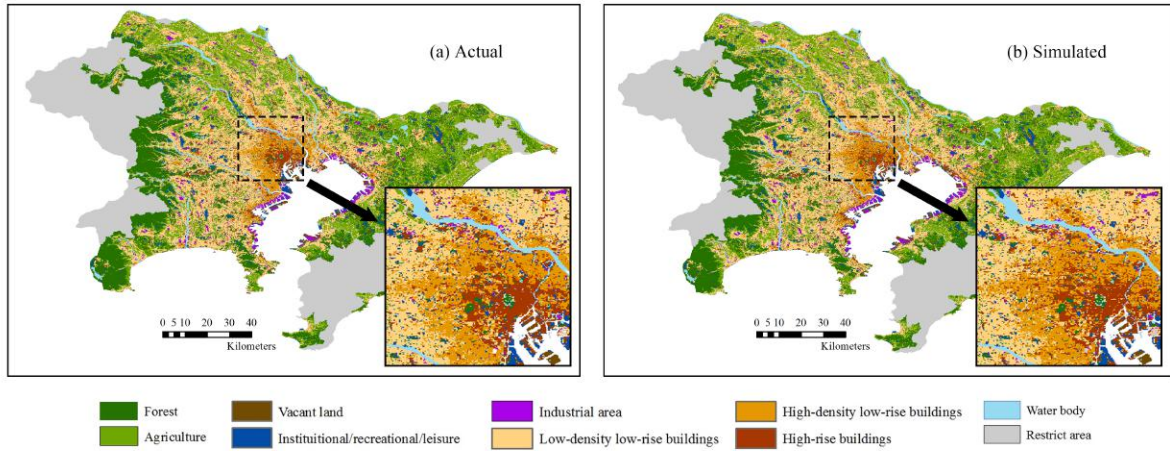 (a) Actual
(b) Simulated
0 5 10 20 30 40
Kilometers
0 5 10 20 30 40
Kilometers
Forest
Vacant land
Industrial area
High-density low-rise buildings
Water body
Agriculture
Instituitional/recreational/leisure
Low-density low-rise buildings
High-rise buildings
Restrict area